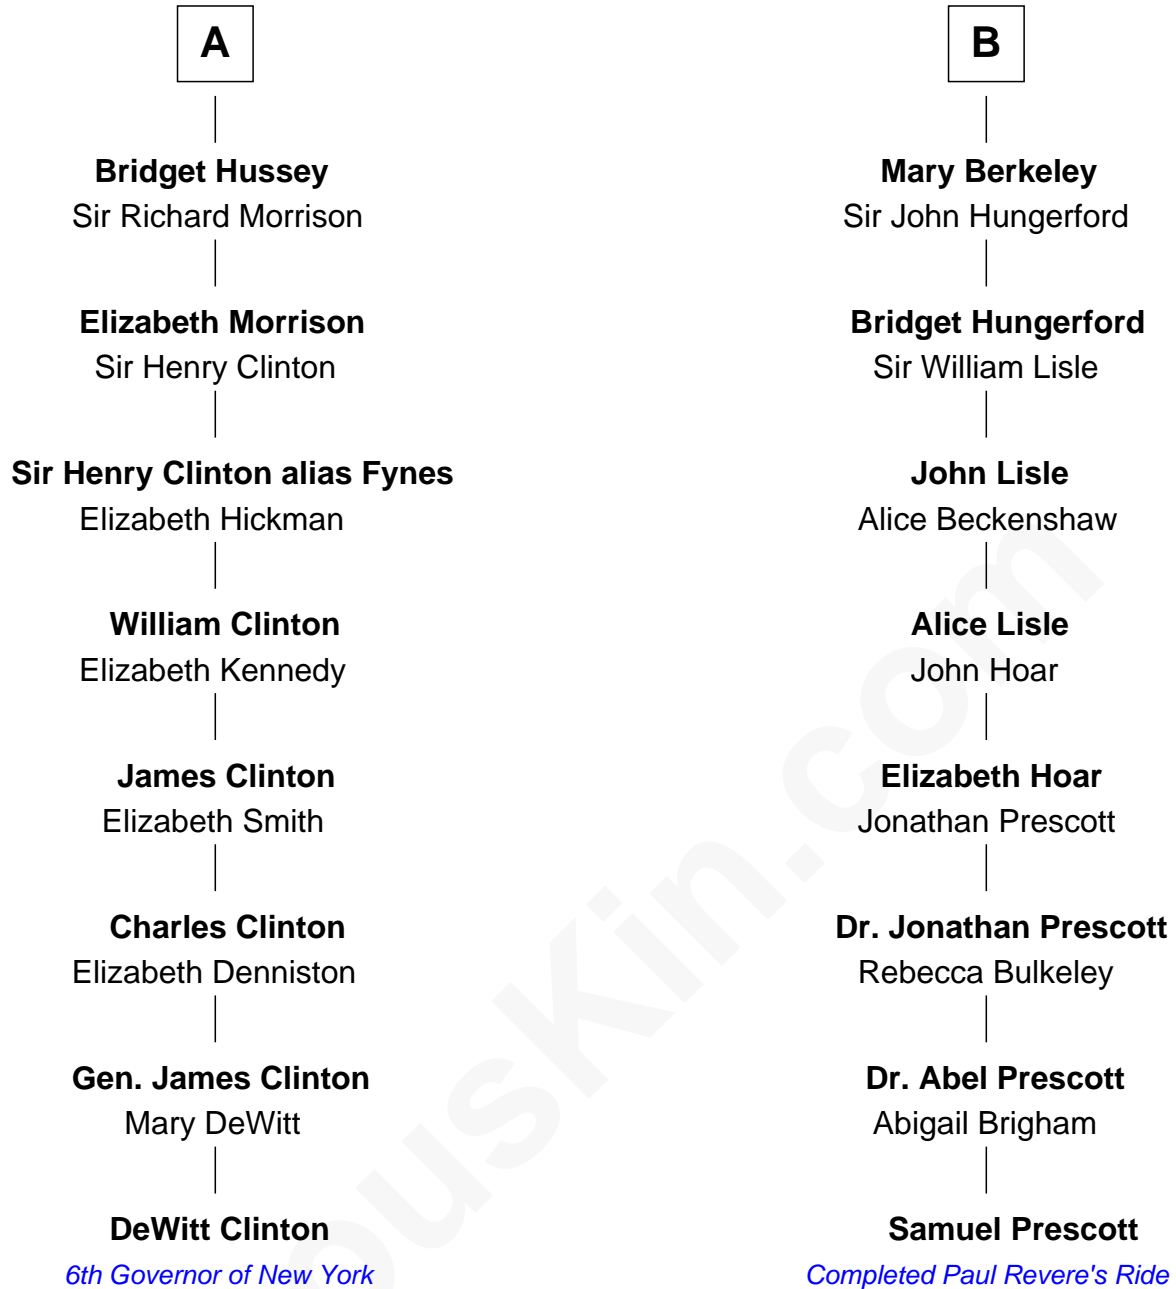 A
Bridget Hussey
Sir Richard Morrison
Elizabeth Morrison
Sir Henry Clinton
Sir Henry Clinton alias Fynes
Elizabeth Hickman
William Clinton
Elizabeth Kennedy
James Clinton
Elizabeth Smith
Charles Clinton
Elizabeth Denniston
Gen. James Clinton
Mary DeWitt
DeWitt Clinton
6th Governor of New York
B
Mary Berkeley
Sir John Hungerford
Bridget Hungerford
Sir William Lisle
John Lisle
Alice Beckenshaw
Alice Lisle
John Hoar
Elizabeth Hoar
Jonathan Prescott
Dr. Jonathan Prescott
Rebecca Bulkeley
Dr. Abel Prescott
Abigail Brigham
Samuel Prescott
Completed Paul Revere's Ride
ousKin.com